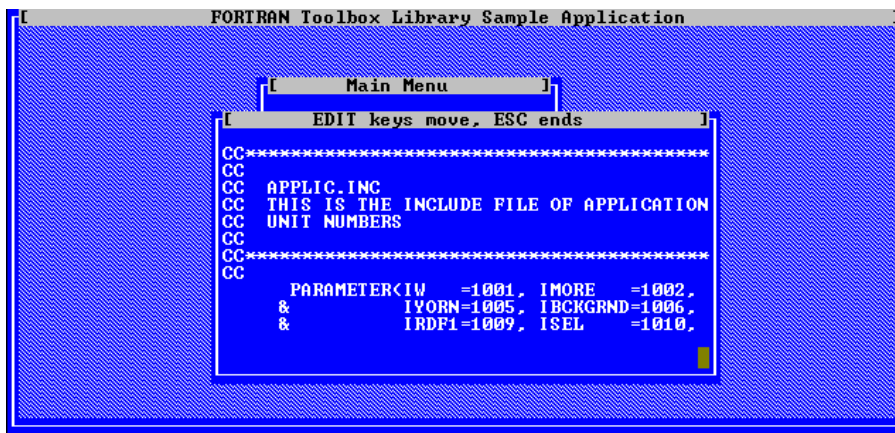 [ FORTRAN Toolbox Library Sample Application ]
[ Main Menu ]
[ EDIT keys move, ESC ends ]
CC*****************************************
CC
CC  APPLIC.INC
CC  THIS IS THE INCLUDE FILE OF APPLICATION
CC  UNIT NUMBERS
CC
CC*****************************************
CC
      PARAMETER(IW    =1001, IMORE   =1002,
     &          IYORN=1005, IBCKGRND=1006,
     &          IRDF1=1009, ISEL    =1010,